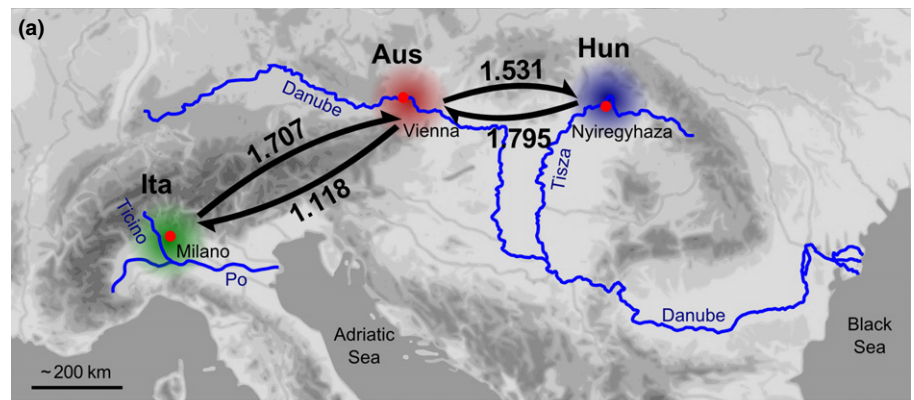 (a)
Aus
Hun
1.531
Danube
Vienna
1.795
Nyiregyhaza
1.707
1.118
Tisza
Ita
Ticino
Milano
Po
Danube
Adriatic
Sea
Black
Sea
~200 km